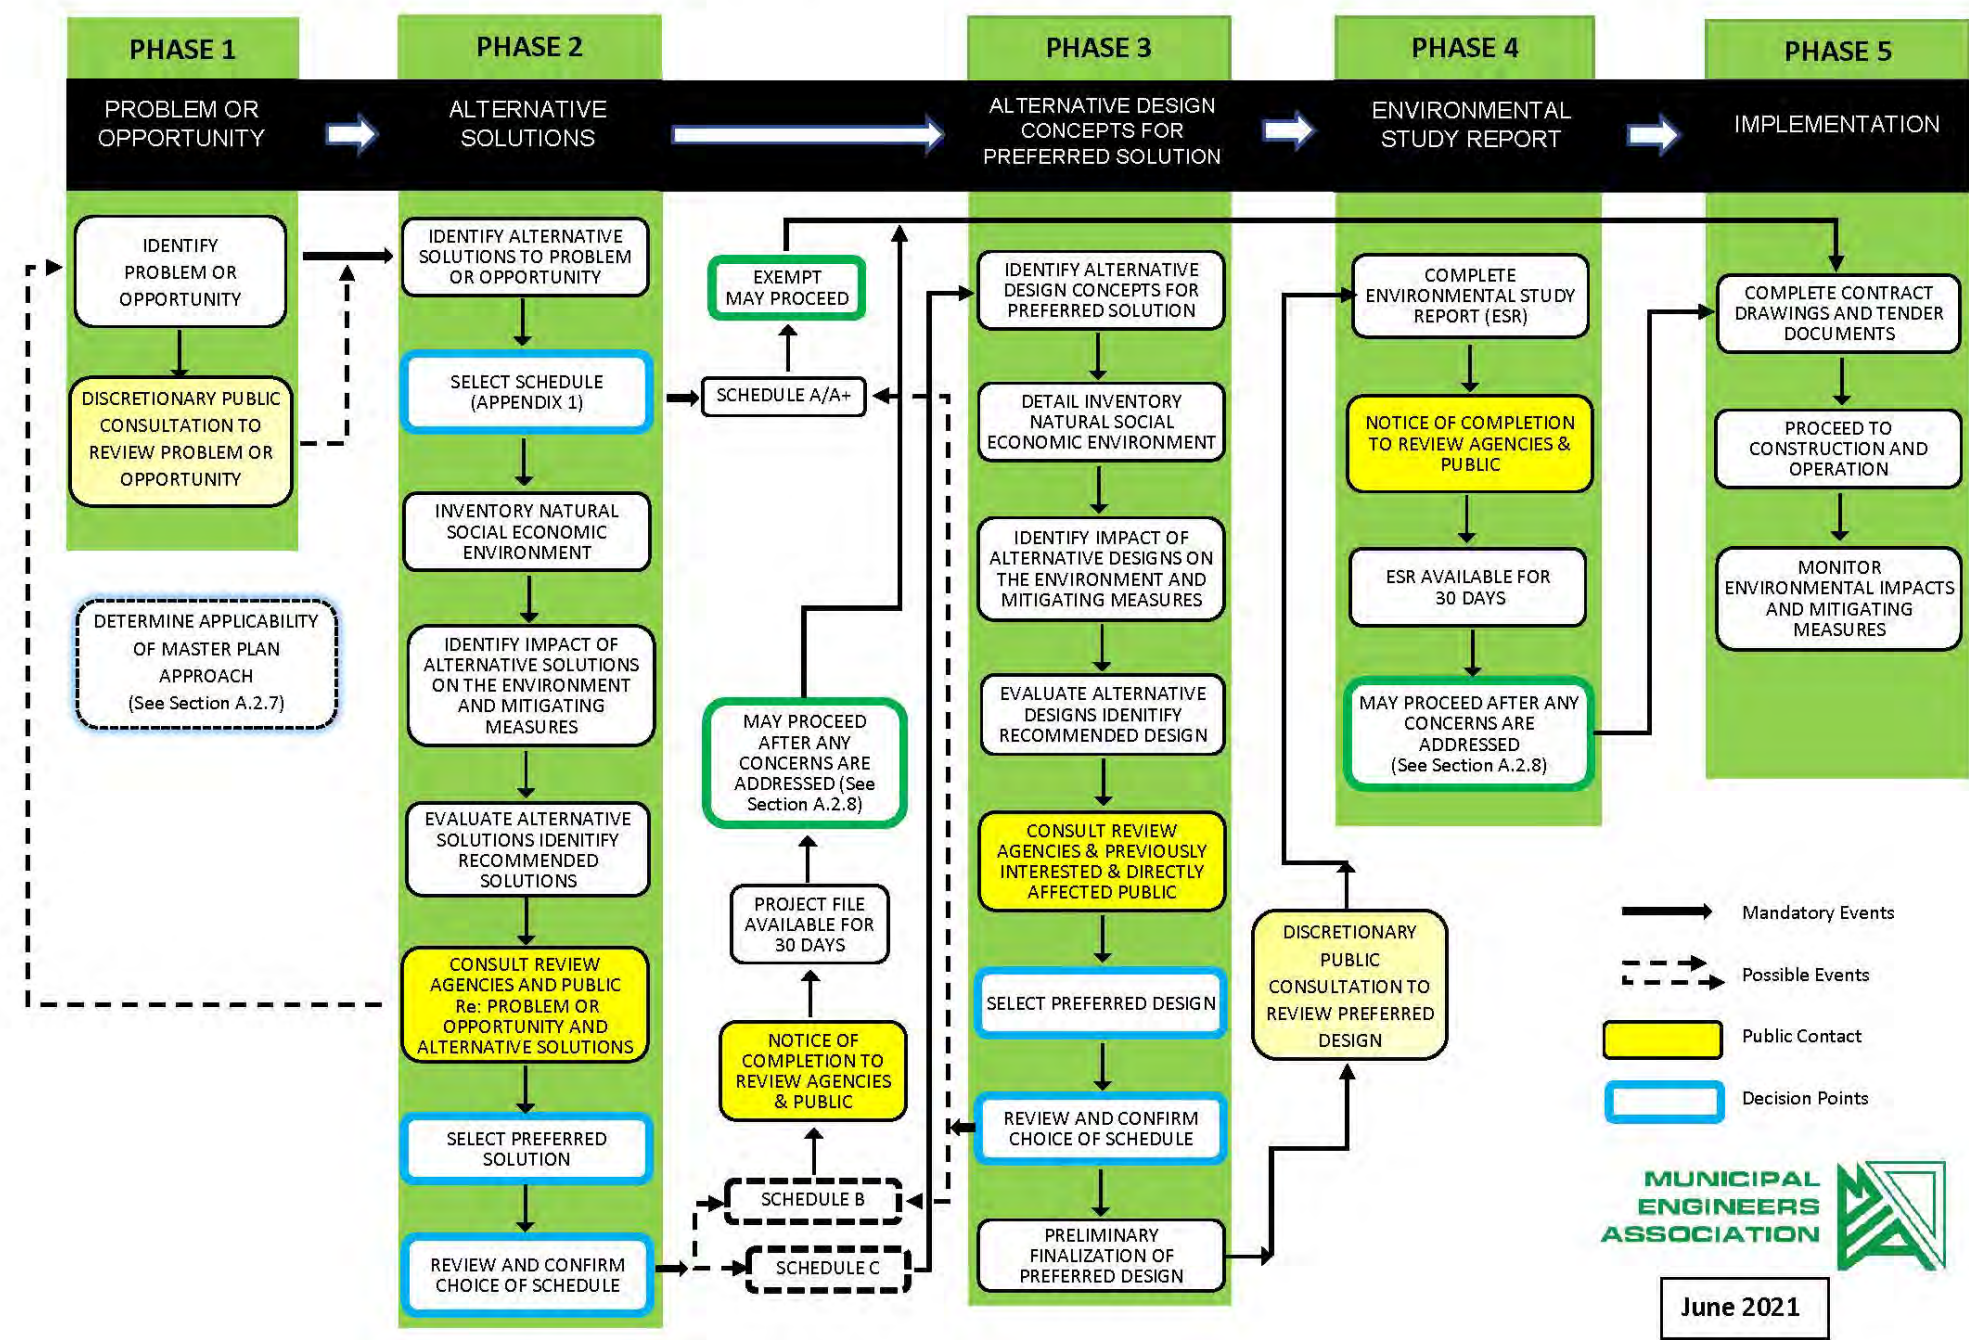 PHASE 1
PHASE 2
PHASE 3
PHASE 4
PHASE 5
PROBLEM OR
OPPORTUNITY
ALTERNATIVE
SOLUTIONS
ALTERNATIVE DESIGN
CONCEPTS FOR
PREFERRED SOLUTION
ENVIRONMENTAL
STUDY REPORT
IMPLEMENTATION
IDENTIFY
PROBLEM OR
OPPORTUNITY
DISCRETIONARY PUBLIC
CONSULTATION TO
REVIEW PROBLEM OR
OPPORTUNITY
DETERMINE APPLICABILITY
OF MASTER PLAN
APPROACH
(See Section A.2.7)
IDENTIFY ALTERNATIVE
SOLUTIONS TO PROBLEM
OR OPPORTUNITY
SELECT SCHEDULE
(APPENDIX 1)
INVENTORY NATURAL
SOCIAL ECONOMIC
ENVIRONMENT
IDENTIFY IMPACT OF
ALTERNATIVE SOLUTIONS
ON THE ENVIRONMENT
AND MITIGATING
MEASURES
EVALUATE ALTERNATIVE
SOLUTIONS IDENITIFY
RECOMMENDED
SOLUTIONS
CONSULT REVIEW
AGENCIES AND PUBLIC
Re: PROBLEM OR
OPPORTUNITY AND
ALTERNATIVE SOLUTIONS
SELECT PREFERRED
SOLUTION
REVIEW AND CONFIRM
CHOICE OF SCHEDULE
EXEMPT
MAY PROCEED
SCHEDULE A/A+
MAY PROCEED
AFTER ANY
CONCERNS ARE
ADDRESSED (See
Section A.2.8)
PROJECT FILE
AVAILABLE FOR
30 DAYS
NOTICE OF
COMPLETION TO
REVIEW AGENCIES
& PUBLIC
SCHEDULE B
SCHEDULE C
IDENTIFY ALTERNATIVE
DESIGN CONCEPTS FOR
PREFERRED SOLUTION
DETAIL INVENTORY
NATURAL SOCIAL
ECONOMIC ENVIRONMENT
IDENTIFY IMPACT OF
ALTERNATIVE DESIGNS ON
THE ENVIRONMENT AND
MITIGATING MEASURES
EVALUATE ALTERNATIVE
DESIGNS IDENITIFY
RECOMMENDED DESIGN
CONSULT REVIEW
AGENCIES & PREVIOUSLY
INTERESTED & DIRECTLY
AFFECTED PUBLIC
SELECT PREFERRED DESIGN
REVIEW AND CONFIRM
CHOICE OF SCHEDULE
PRELIMINARY
FINALIZATION OF
PREFERRED DESIGN
DISCRETIONARY
PUBLIC
CONSULTATION TO
REVIEW PREFERRED
DESIGN
COMPLETE
ENVIRONMENTAL STUDY
REPORT (ESR)
NOTICE OF COMPLETION
TO REVIEW AGENCIES &
PUBLIC
ESR AVAILABLE FOR
30 DAYS
MAY PROCEED AFTER ANY
CONCERNS ARE
ADDRESSED
(See Section A.2.8)
COMPLETE CONTRACT
DRAWINGS AND TENDER
DOCUMENTS
PROCEED TO
CONSTRUCTION AND
OPERATION
MONITOR
ENVIRONMENTAL IMPACTS
AND MITIGATING
MEASURES
Mandatory Events
Possible Events
Public Contact
Decision Points
MUNICIPAL
ENGINEERS
ASSOCIATION
June 2021